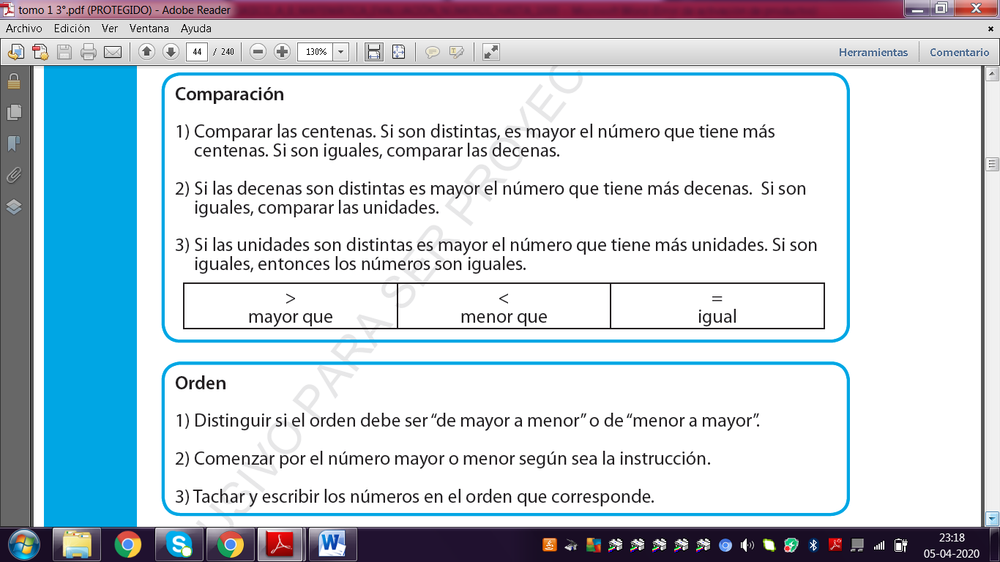 tomo 1 3°.pdf (PROTEGIDO) - Adobe Reader
Archivo Edición Ver Ventana Ayuda
44 / 240 130% Herramientas Comentario
Comparación
1) Comparar las centenas. Si son distintas, es mayor el número que tiene más
centenas. Si son iguales, comparar las decenas.
2) Si las decenas son distintas es mayor el número que tiene más decenas. Si son
iguales, comparar las unidades.
3) Si las unidades son distintas es mayor el número que tiene más unidades. Si son
iguales, entonces los números son iguales.
> < =
mayor que menor que igual
Orden
1) Distinguir si el orden debe ser “de mayor a menor” o de “menor a mayor”.
2) Comenzar por el número mayor o menor según sea la instrucción.
3) Tachar y escribir los números en el orden que corresponde.
USIVO PARA SER PROYEC
23:18
05-04-2020